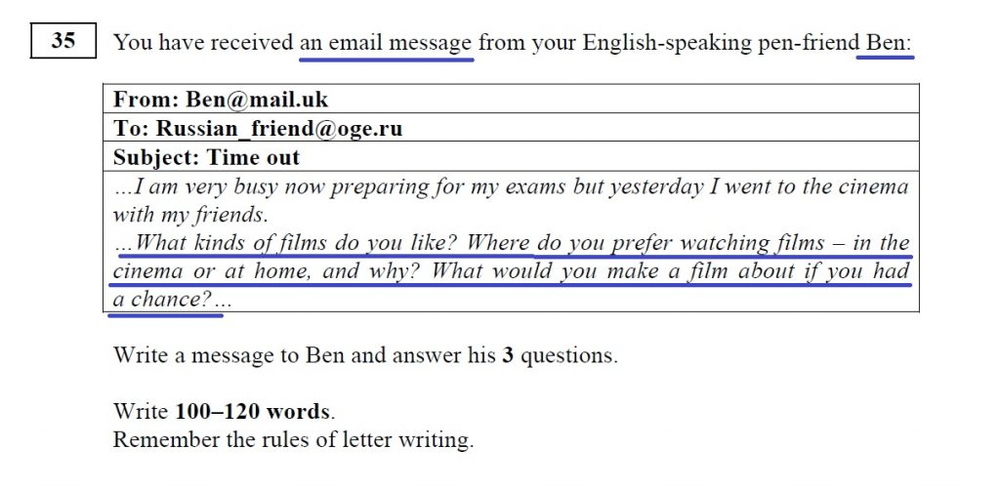 35
You have received an email message from your English-speaking pen-friend Ben:
From: Ben@mail.uk
To: Russian_friend@oge.ru
Subject: Time out
…I am very busy now preparing for my exams but yesterday I went to the cinema
with my friends.
…What kinds of films do you like? Where do you prefer watching films – in the
cinema or at home, and why? What would you make a film about if you had
a chance?…
Write a message to Ben and answer his 3 questions.
Write 100–120 words.
Remember the rules of letter writing.